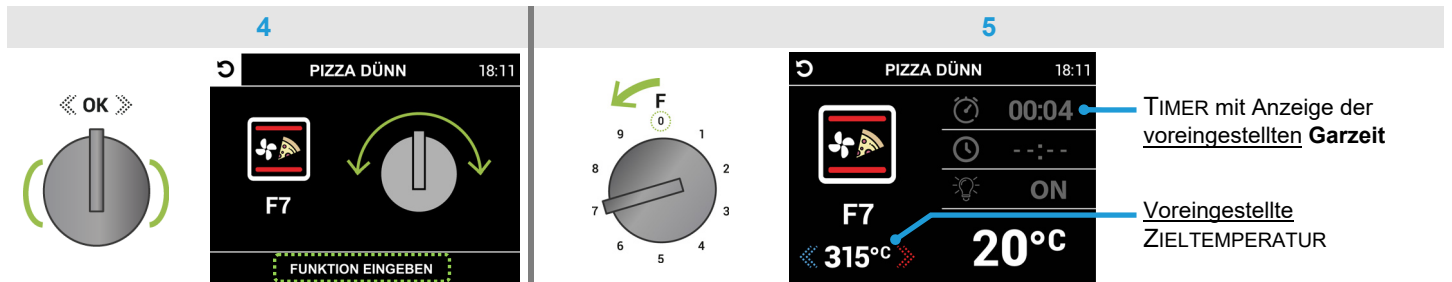 4
5
OK
PIZZA DÜNN 18:11
F7
FUNKTION EINGEBEN
F
0
1
2
3
4
5
6
7
8
9
PIZZA DÜNN 18:11
00:04
--:--
ON
F7
315°C
20°C
TIMER mit Anzeige der
voreingestellten Garzeit
Voreingestellte
ZIELTEMPERATUR